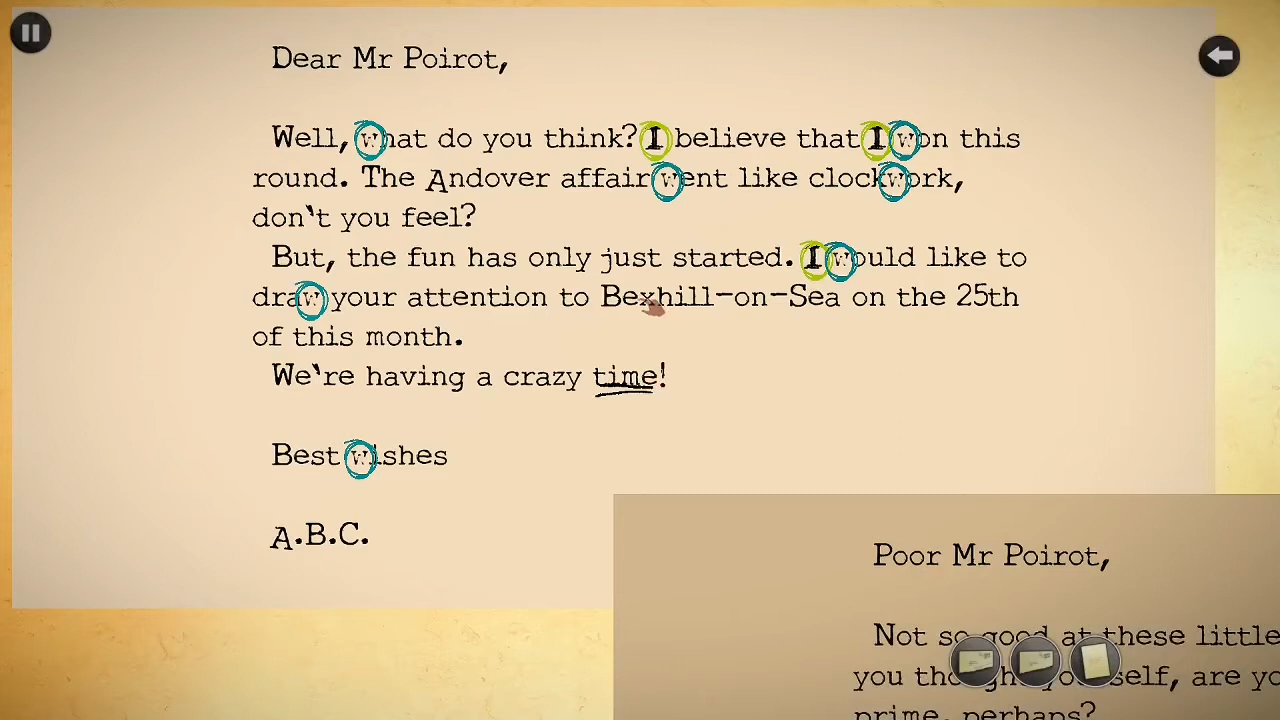 Dear Mr Poirot,
Well, what do you think? I believe that I won this
round. The Andover affair went like clockwork,
don't you feel?
But, the fun has only just started. I would like to
draw your attention to Bexhill-on-Sea on the 25th
of this month.
We're having a crazy time!
Best wishes
A.B.C.
Poor Mr Poirot,
Not so good at these little
you thought yourself, are
prime, perhaps?